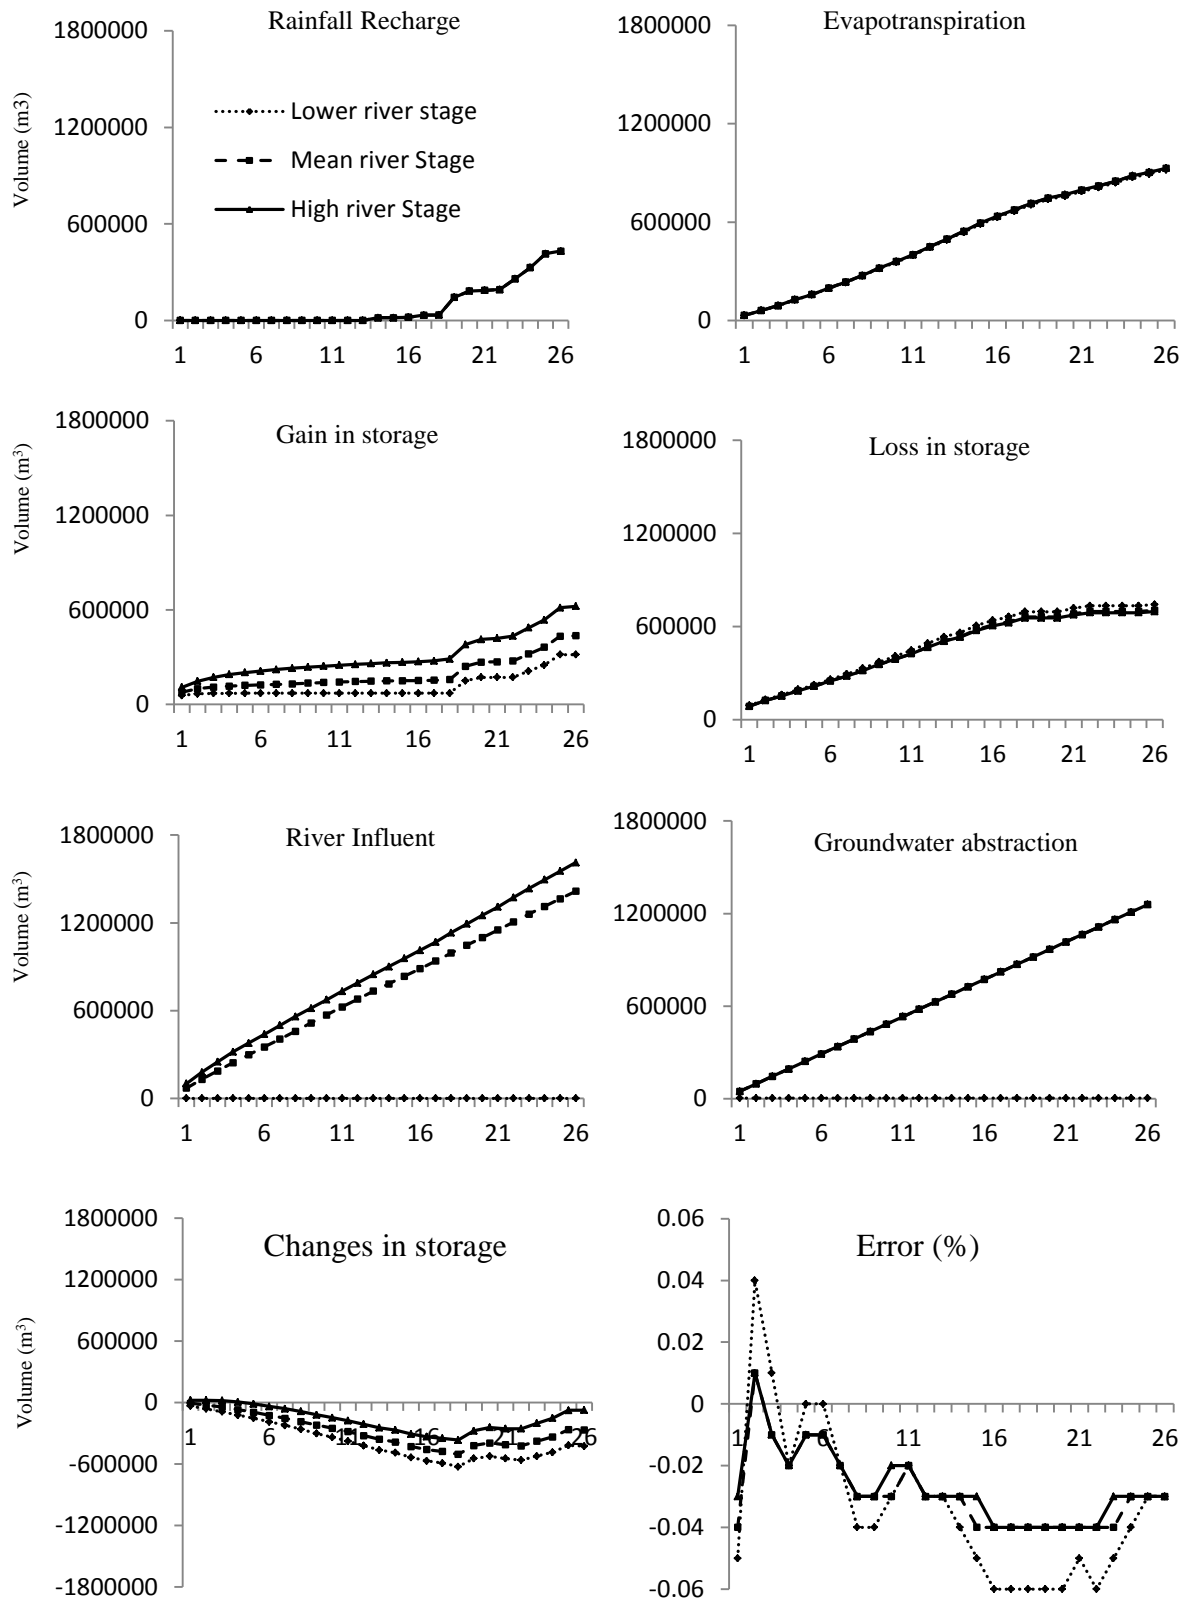 Rainfall Recharge
Volume (m3)
1800000
1200000
600000
0
Lower river stage
Mean river Stage
High river Stage
1 6 11 16 21 26
Evapotranspiration
1800000
1200000
600000
0
1 6 11 16 21 26
Gain in storage
Volume (m³)
1800000
1200000
600000
0
1 6 11 16 21 26
Loss in storage
1800000
1200000
600000
0
1 6 11 16 21 26
River Influent
Volume (m³)
1800000
1200000
600000
0
1 6 11 16 21 26
Groundwater abstraction
1800000
1200000
600000
0
1 6 11 16 21 26
Changes in storage
Volume (m³)
1800000
1200000
600000
0
-600000
-1200000
-1800000
1 6 11 16 21 26
Error (%)
0.06
0.04
0.02
0
-0.02
-0.04
-0.06
1 6 11 16 21 26